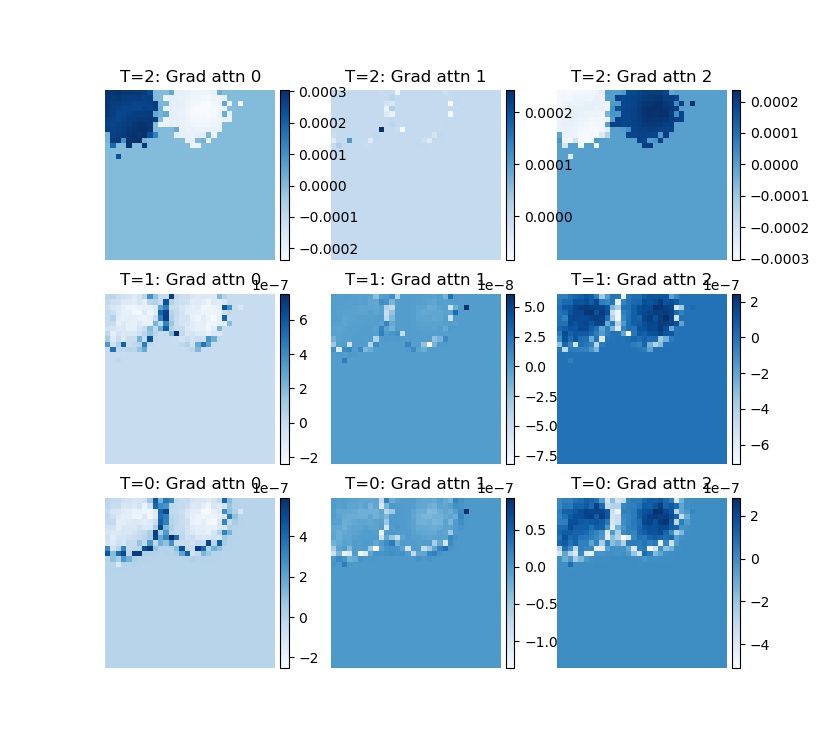 T=2: Grad attn 0
T=2: Grad attn 1
T=2: Grad attn 2
0.0003
0.0002
0.0001
0.0000
−0.0001
−0.0002
0.0002
0.0001
0.0000
0.0002
0.0001
0.0000
−0.0001
−0.0002
−0.0003
T=1: Grad attn 0
1e−7
T=1: Grad attn 1
1e−8
T=1: Grad attn 2
1e−7
6
4
2
0
−2
5.0
2.5
0.0
−2.5
−5.0
−7.5
2
0
−2
−4
−6
T=0: Grad attn 0
1e−7
T=0: Grad attn 1
1e−7
T=0: Grad attn 2
1e−7
4
2
0
−2
0.5
0.0
−0.5
−1.0
2
0
−2
−4